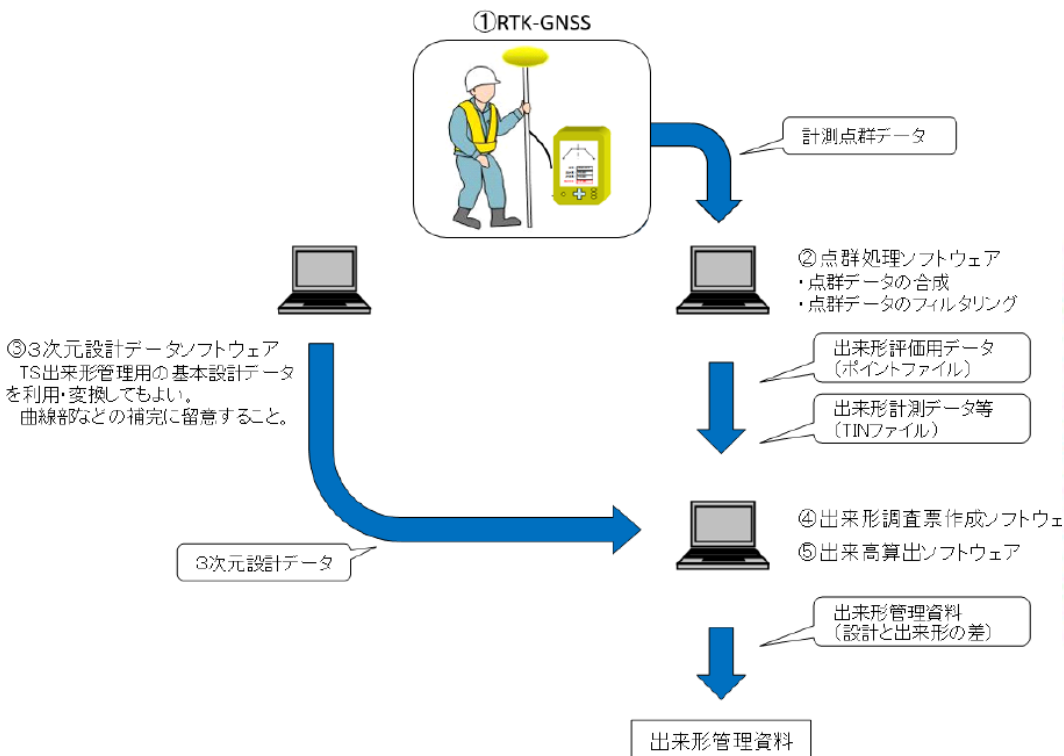 ①RTK-GNSS
計測点群データ
②点群処理ソフトウェア
・点群データの合成
・点群データのフィルタリング
③3次元設計データソフトウェア
TS出来形管理用の基本設計データ
を利用・変換してもよい。
曲線部などの補完に留意すること。
出来形評価用データ
(ポイントファイル)
出来形計測データ等
(TINファイル)
④出来形調査票作成ソフトウェ
⑤出来高算出ソフトウェア
3次元設計データ
出来形管理資料
(設計と出来形の差)
出来形管理資料